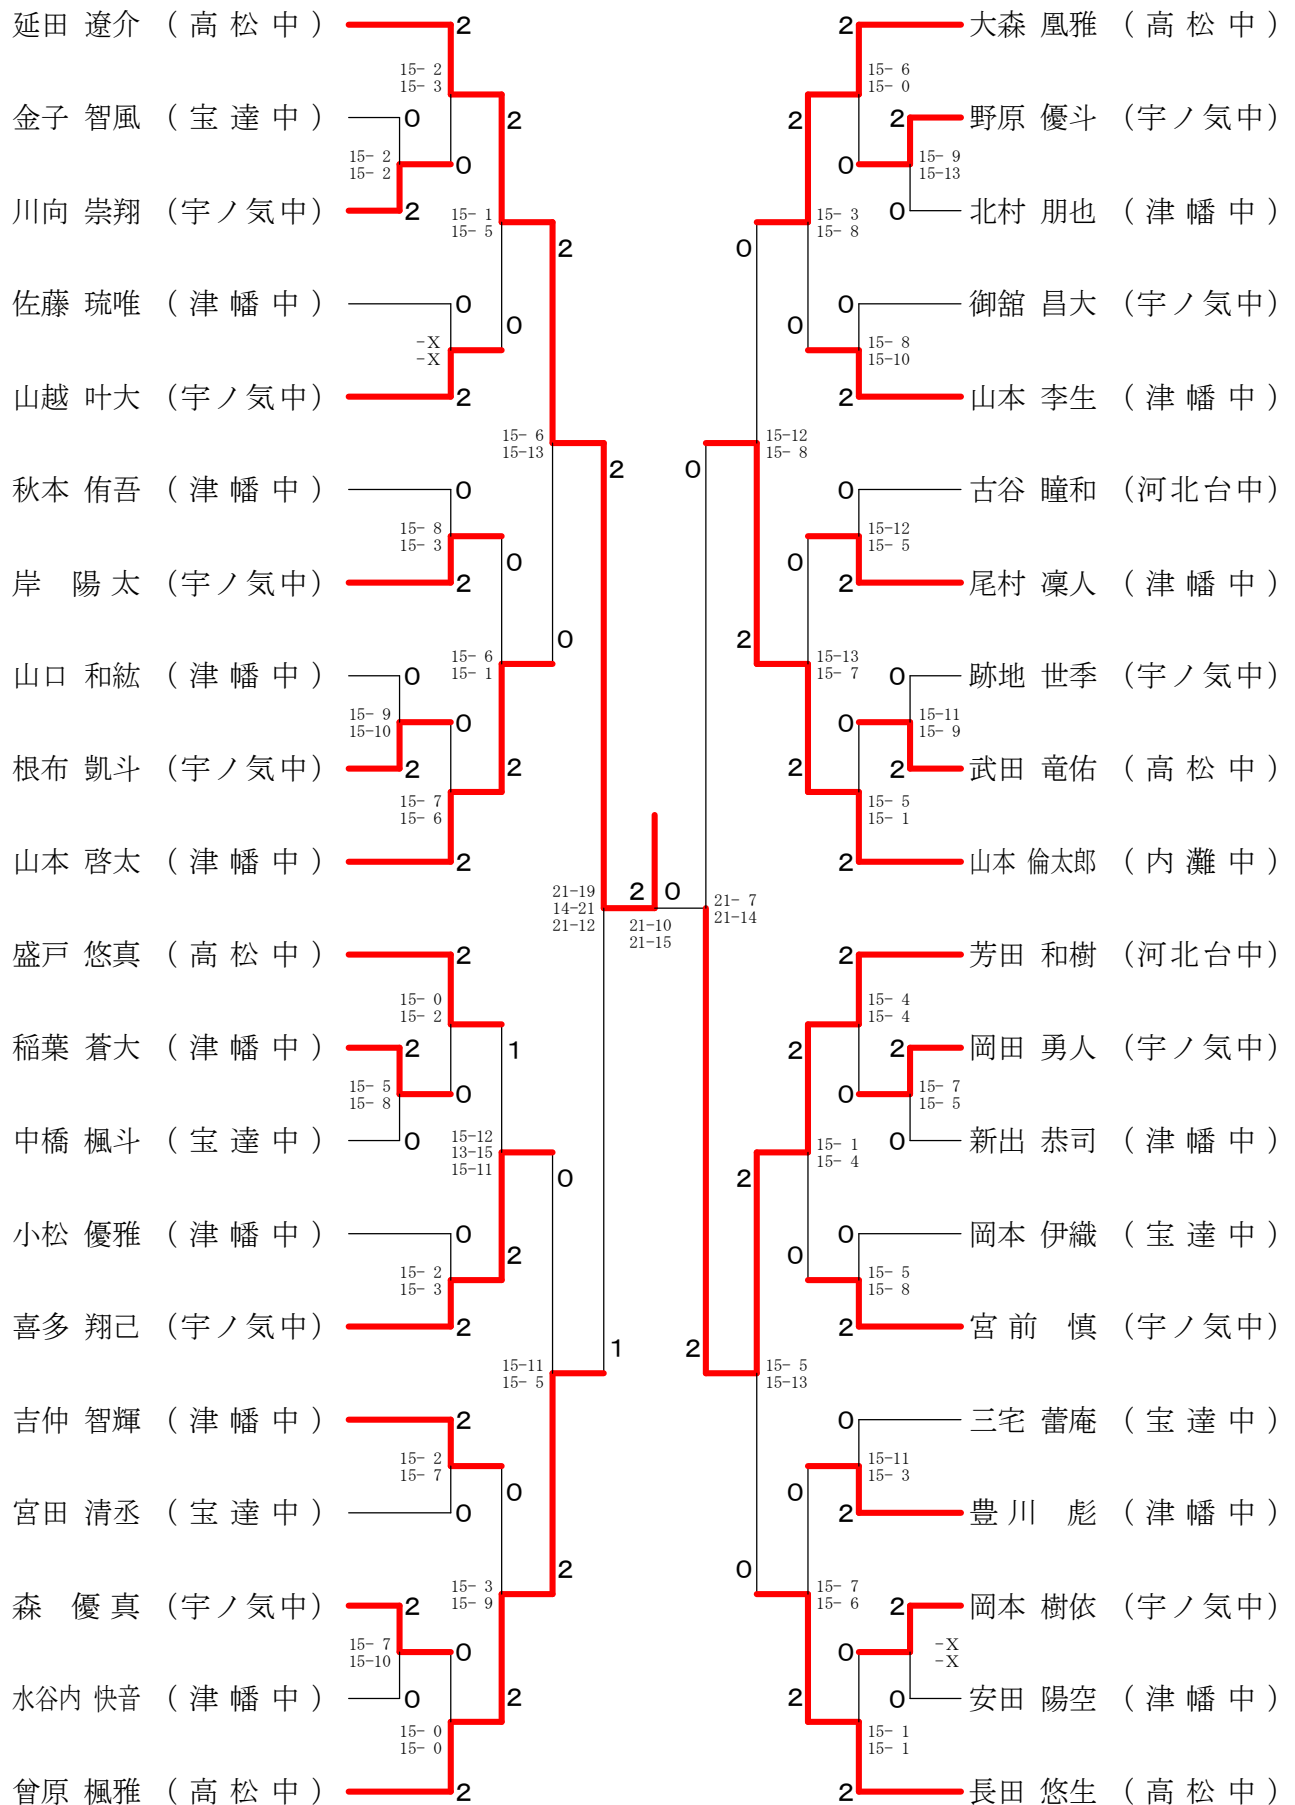 延田 遼介 (高松中) 2 2 大森 凰雅 (高松中)
15- 2 15- 6
15- 3 15- 0
金子 智風 (宝達中) 0 2 2 2 野原 優斗 (宇ノ気中)
15- 2 15- 9
15- 2 0 0 15-13
川向 崇翔 (宇ノ気中) 2 15- 1 15- 3 0 北村 朋也 (津幡中)
15- 5 15- 8
2 0
佐藤 琉唯 (津幡中) 0 0 御舘 昌大 (宇ノ気中)
0 0
-X 15- 8
-X 15-10
山越 叶大 (宇ノ気中) 2 2 山本 李生 (津幡中)
15- 6 15-12
15-13 15- 8
2 0
秋本 侑吾 (津幡中) 0 0 古谷 瞳和 (河北台中)
15- 8 15-12
15- 3 15- 5
0 0
岸 陽太 (宇ノ気中) 2 2 尾村 凜人 (津幡中)
0 2
15- 6 15-13
15- 1 15- 7
山口 和紘 (津幡中) 0 0 跡地 世季 (宇ノ気中)
15- 9 15-11
15-10 0 0 15- 9
根布 凱斗 (宇ノ気中) 2 2 2 2 武田 竜佑 (高松中)
15- 7 15- 5
15- 6 15- 1
山本 啓太 (津幡中) 2 2 山本 倫太郎 (内灘中)
21-19 2 0 21- 7
14-21 21-14
21-12 21-10
21-15
盛戸 悠真 (高松中) 2 2 芳田 和樹 (河北台中)
15- 0 15- 4
15- 2 15- 4
稲葉 蒼大 (津幡中) 2 1 2 2 岡田 勇人 (宇ノ気中)
15- 5 15- 7
15- 8 0 0 15- 5
中橋 楓斗 (宝達中) 0 15-12 15- 1 0 新出 恭司 (津幡中)
13-15 15- 4
15-11
0 2
小松 優雅 (津幡中) 0 0 岡本 伊織 (宝達中)
2 0
15- 2 15- 5
15- 3 15- 8
喜多 翔己 (宇ノ気中) 2 2 宮前 慎 (宇ノ気中)
1 2
15-11 15- 5
15- 5 15-13
吉仲 智輝 (津幡中) 2 0 三宅 蕾庵 (宝達中)
15- 2 15-11
15- 7 15- 3
0 0
宮田 清丞 (宝達中) 0 2 豊川 彪 (津幡中)
2 0
15- 3 15- 7
15- 9 15- 6
森 優真 (宇ノ気中) 2 2 岡本 樹依 (宇ノ気中)
15- 7 -X
15-10 0 0 -X
水谷内 快音 (津幡中) 0 2 2 0 安田 陽空 (津幡中)
15- 0 15- 1
15- 0 15- 1
曾原 楓雅 (高松中) 2 2 長田 悠生 (高松中)